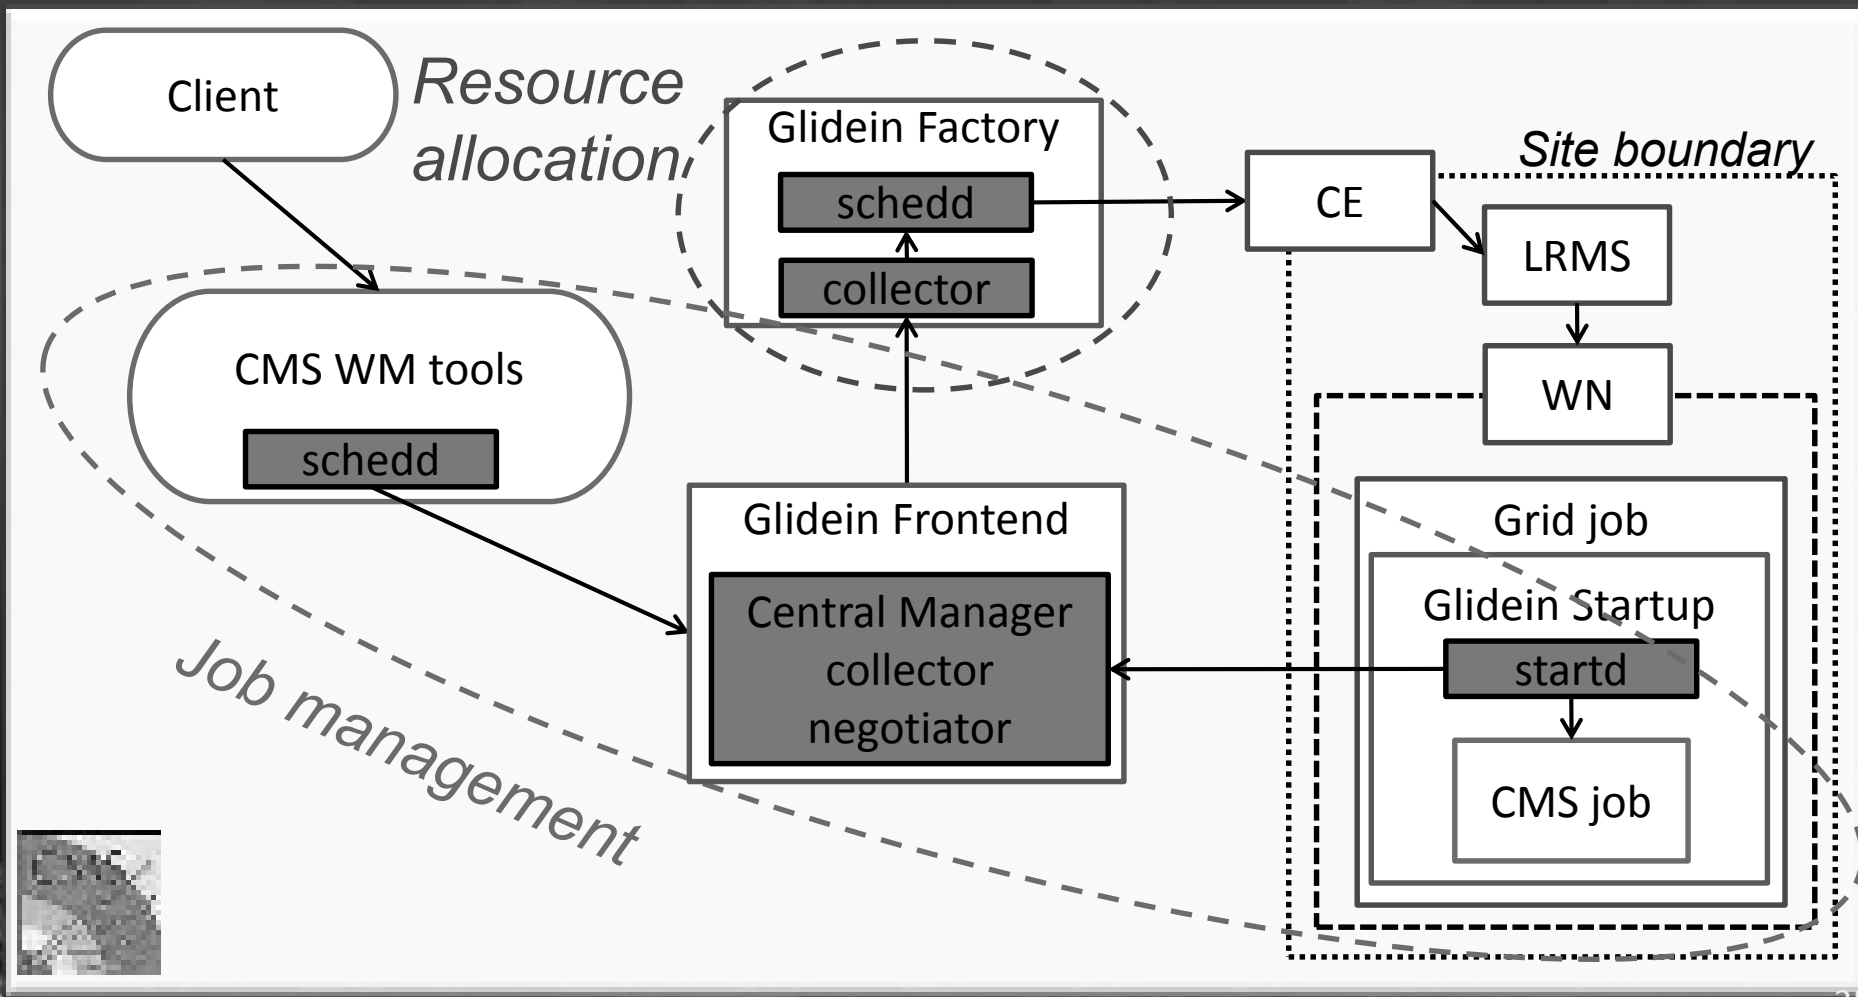 Client
Resource
allocation
Glidein Factory
schedd
collector
CE
Site boundary
LRMS
WN
CMS WM tools
schedd
Glidein Frontend
Central Manager
collector
negotiator
Grid job
Glidein Startup
startd
CMS job
Job management
CMS